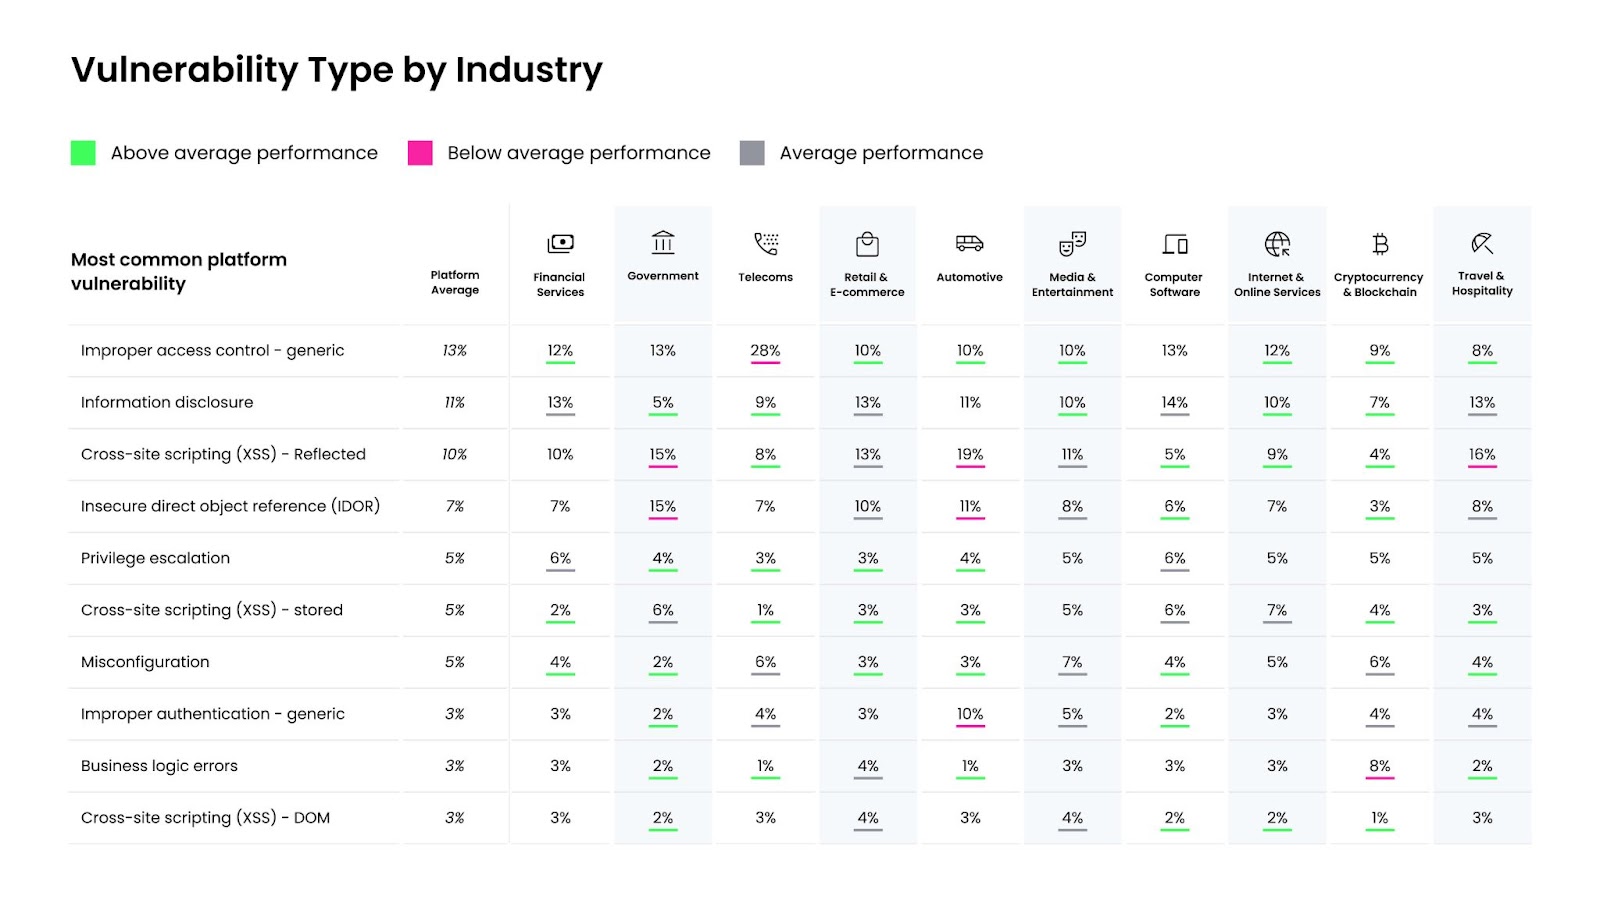 Vulnerability Type by Industry
Above average performance Below average performance Average performance
Most common platform
vulnerability
Platform
Average
Financial
Services
Government
Telecoms
Retail &
E-commerce
Automotive
Media &
Entertainment
Computer
Software
Internet &
Online Services
Cryptocurrency
& Blockchain
Travel &
Hospitality
Improper access control - generic 13% 12% 13% 28% 10% 10% 10% 13% 12% 9% 8%
Information disclosure 11% 13% 5% 9% 13% 11% 10% 14% 10% 7% 13%
Cross-site scripting (XSS) - Reflected 10% 10% 15% 8% 13% 19% 11% 5% 9% 4% 16%
Insecure direct object reference (IDOR) 7% 7% 15% 7% 10% 11% 8% 6% 7% 3% 8%
Privilege escalation 5% 6% 4% 3% 3% 4% 5% 6% 5% 5% 5%
Cross-site scripting (XSS) - stored 5% 2% 6% 1% 3% 3% 5% 6% 7% 4% 3%
Misconfiguration 5% 4% 2% 6% 3% 3% 7% 4% 5% 6% 4%
Improper authentication - generic 3% 3% 2% 4% 3% 10% 5% 2% 3% 4% 4%
Business logic errors 3% 3% 2% 1% 4% 1% 3% 3% 3% 8% 2%
Cross-site scripting (XSS) - DOM 3% 3% 2% 3% 4% 3% 4% 2% 2% 1% 3%